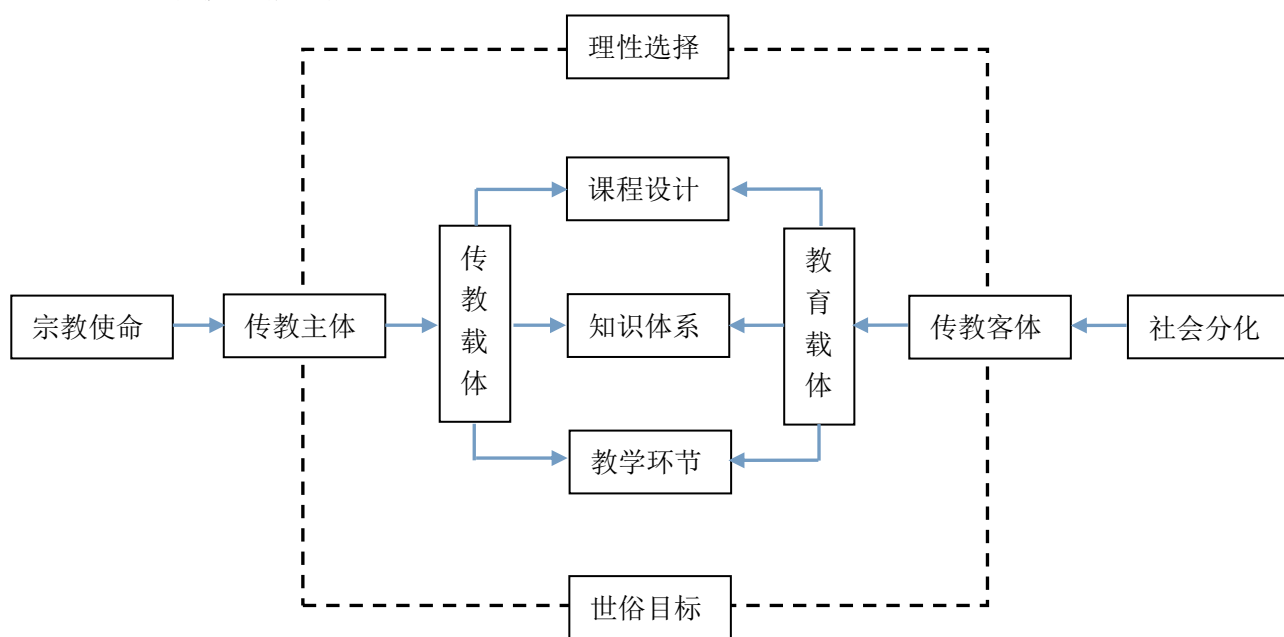 理性选择
课程设计
传教载体
教育载体
宗教使命
传教主体
知识体系
传教客体
社会分化
教学环节
世俗目标